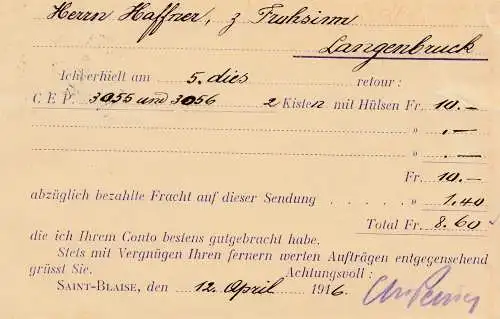 Herrn Haffner, z Frohsinn
Langenbruck
Ich erhielt am 5. dies retour :
C E P. 3055 und 3056 2 Kisten mit Hülsen Fr. 10.—
» .—
» .—
Fr. 10.—
abzüglich bezahlte Fracht auf dieser Sendung . » 1.40
Total Fr. 8.60
die ich Ihrem Conto bestens gutgebracht habe.
Stets mit Vergnügen Ihren fernern werten Aufträgen entgegensehend
grüsst Sie. Achtungsvoll :
SAINT-BLAISE, den 12. April 1916.